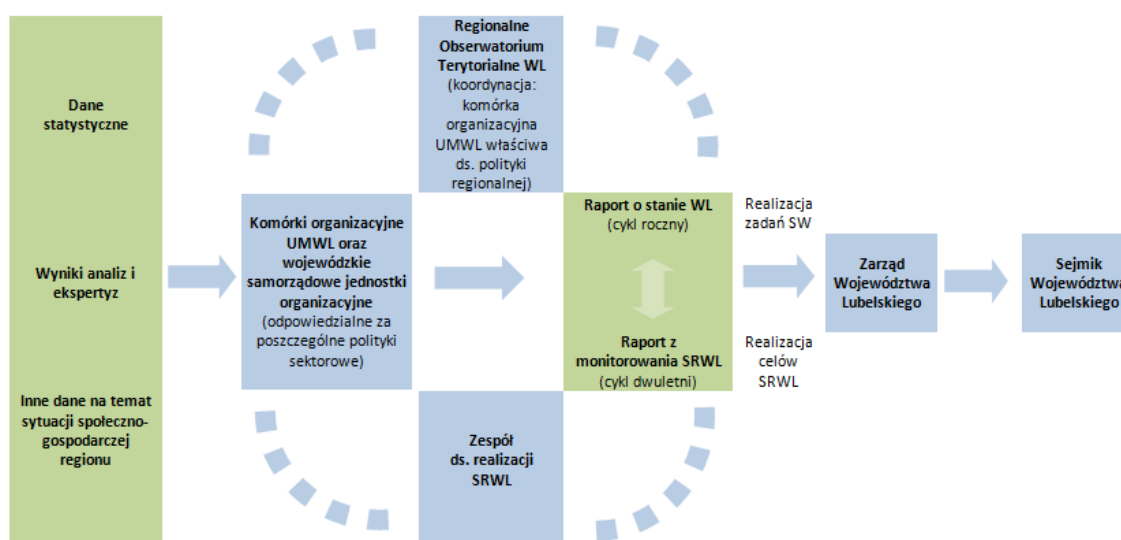 Dane
statystyczne
Wyniki analiz i
ekspertyz
Inne dane na temat
sytuacji społeczno-
gospodarczej
regionu
Komórki organizacyjne
UMWL oraz
wojewódzkie
samorządowe jednostki
organizacyjne
(odpowiedzialne za
poszczególne polityki
sektorowe)
Regionalne
Obserwatorium
Terytorialne WL
(koordynacja:
komórka
organizacyjna
UMWL właściwa
ds. polityki
regionalnej)
Zespół
ds. realizacji
SRWL
Raport o stanie WL
(cykl roczny)
Raport z
monitorowania SRWL
(cykl dwuletni)
Realizacja
zadań SW
Realizacja
celów
SRWL
Zarząd
Województwa
Lubelskiego
Sejmik
Województwa
Lubelskiego